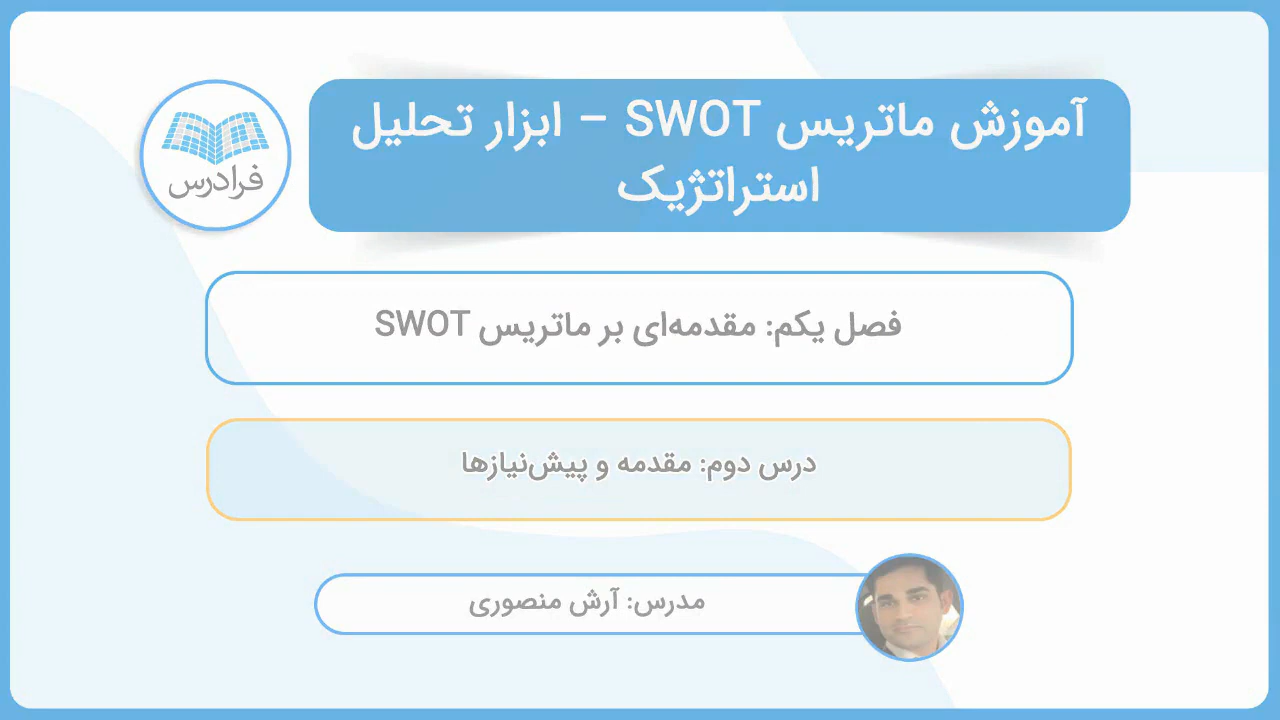 آموزش ماتریس SWOT – ابزار تحلیل
استراتژیک
فرادرس
فصل یکم: مقدمه‌ای بر ماتریس SWOT
درس دوم: مقدمه و پیش‌نیازها
مدرس: آرش منصوری